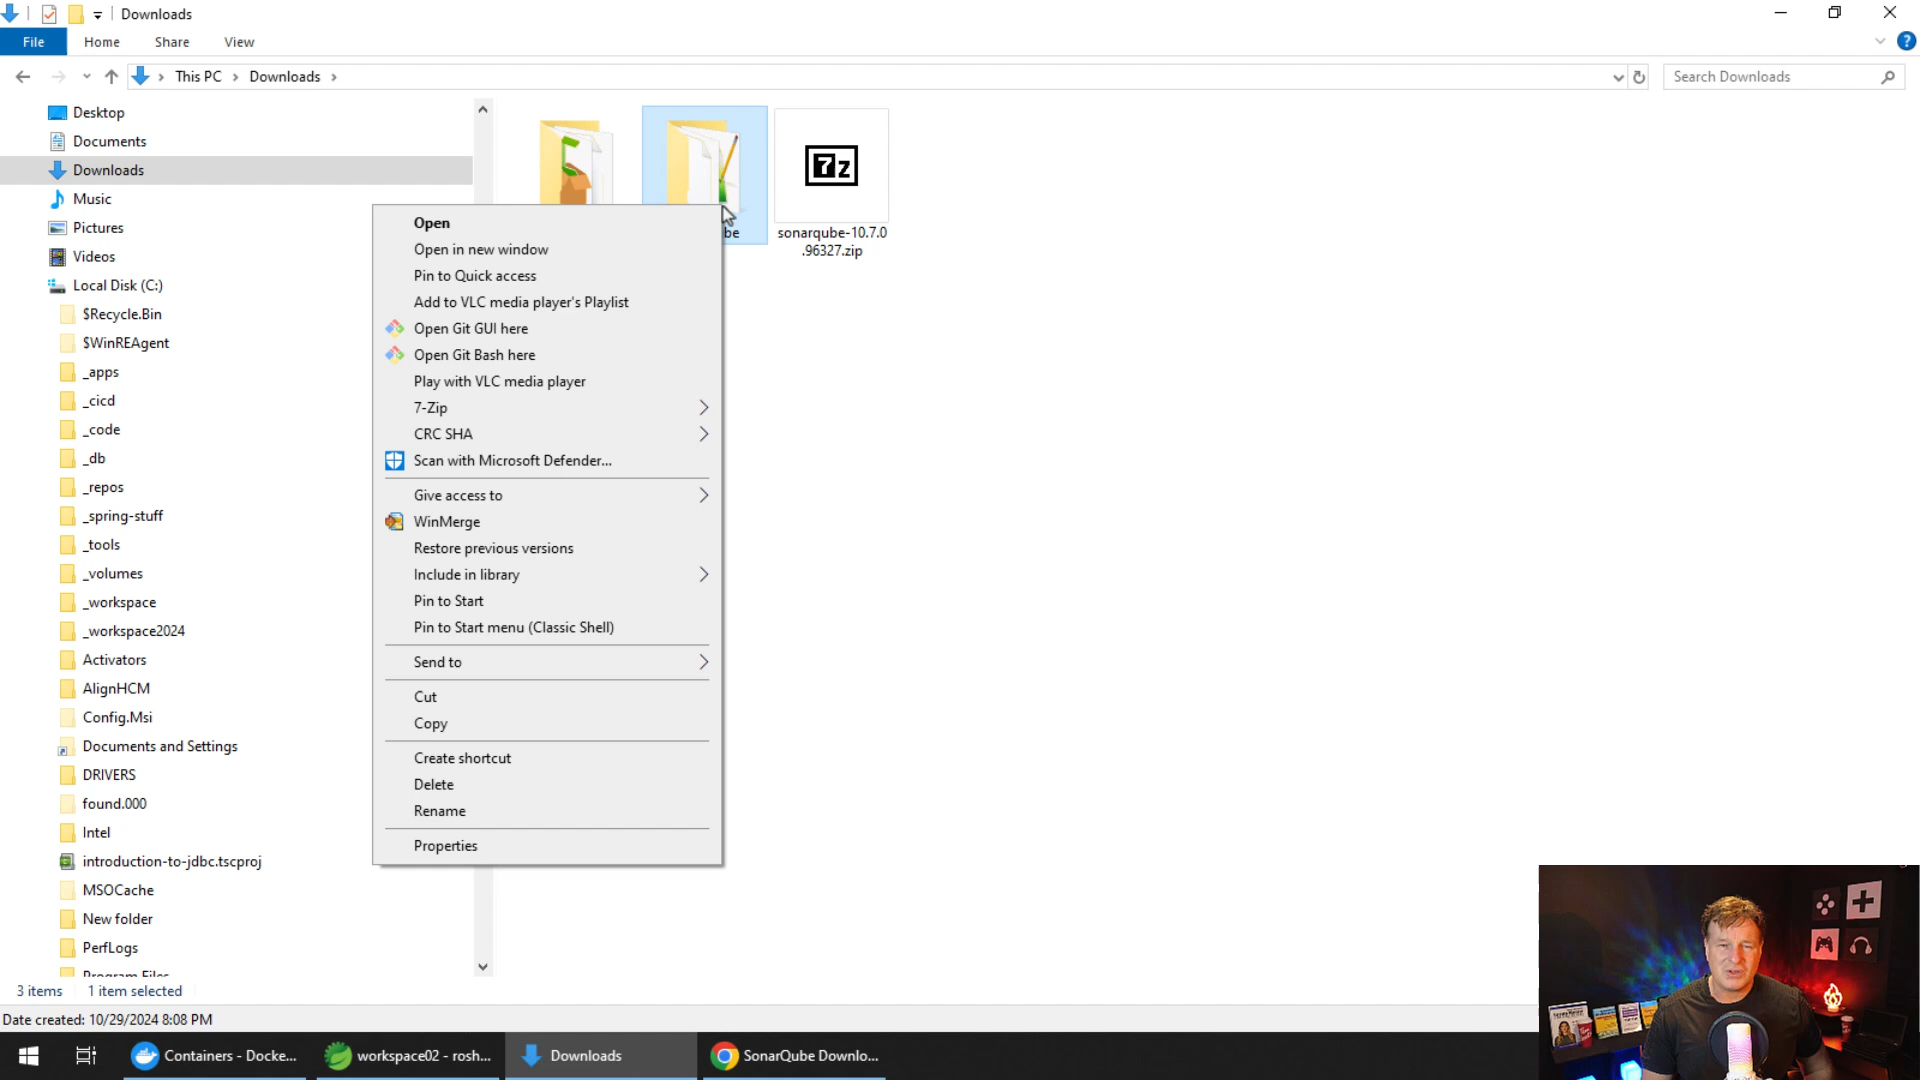 Downloads
File Home Share View
This PC > Downloads >
Search Downloads
Desktop
Documents
Downloads
Music
Pictures
Videos
Local Disk (C:)
$Recycle.Bin
$WinREAgent
_apps
_cicd
_code
_db
_repos
_spring-stuff
_tools
_volumes
_workspace
_workspace2024
Activators
AlignHCM
Config.Msi
Documents and Settings
DRIVERS
found.000
Intel
introduction-to-jdbc.tscproj
MSOCache
New folder
PerfLogs
Program Files
be
7z
sonarqube-10.7.0
.96327.zip
Open
Open in new window
Pin to Quick access
Add to VLC media player's Playlist
Open Git GUI here
Open Git Bash here
Play with VLC media player
7-Zip
CRC SHA
Scan with Microsoft Defender...
Give access to
WinMerge
Restore previous versions
Include in library
Pin to Start
Pin to Start menu (Classic Shell)
Send to
Cut
Copy
Create shortcut
Delete
Rename
Properties
3 items 1 item selected
Date created: 10/29/2024 8:08 PM
Containers - Docke... workspace02 - rosh... Downloads SonarQube Downlo...